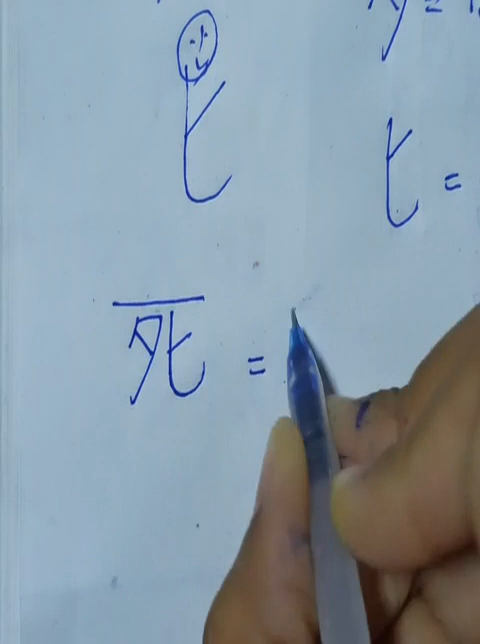 匕
匕 =
死 =